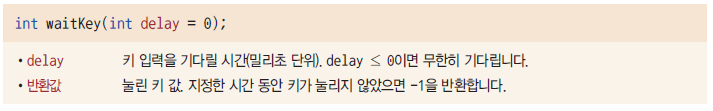 int waitKey(int delay = 0);
• delay 키 입력을 기다릴 시간(밀리초 단위). delay ≤ 0이면 무한히 기다립니다.
• 반환값 눌린 키 값. 지정한 시간 동안 키가 눌리지 않았으면 -1을 반환합니다.